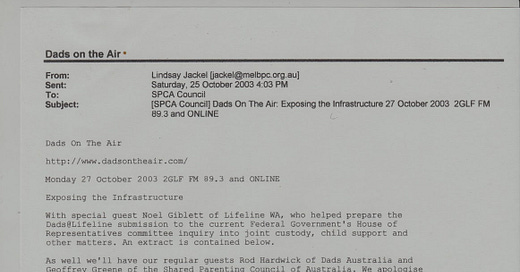 Dads on the Air
From: Lindsay Jackel [jackel@melbpc.org.au]
Sent: Saturday, 25 October 2003 4:03 PM
To: SPCA Council
Subject: [SPCA Council] Dads On The Air: Exposing the Infrastructure 27 October 2003 2GLF FM
89.3 and ONLINE
Dads On The Air
http://www.dadsontheair.com/
Monday 27 October 2003 2GLF FM 89.3 and ONLINE
Exposing the Infrastructure
With special guest Noel Giblett of Lifeline WA, who helped prepare the
Dads@Lifeline submission to the current Federal Government's House of
Representatives committee inquiry into joint custody, child support and
other matters. An extract is contained below.
As well we'll have our regular guests Rod Hardwick of Dads Australia and
Geoffrey Greene of the Shared Parenting Council of Australia. We apologise